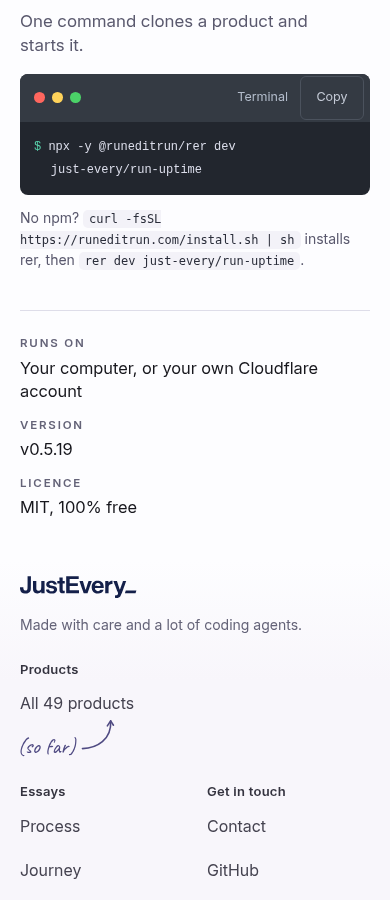 One command clones a product and
starts it.
Terminal
Copy
$ npx -y @runeditrun/rer dev
just-every/run-uptime
No npm? curl -fsSL
https://runeditrun.com/install.sh | sh installs
rer, then rer dev just-every/run-uptime.
RUNS ON
Your computer, or your own Cloudflare
account
VERSION
v0.5.19
LICENCE
MIT, 100% free
JustEvery_
Made with care and a lot of coding agents.
Products
All 49 products
(so far)
Essays
Process
Journey
Get in touch
Contact
GitHub